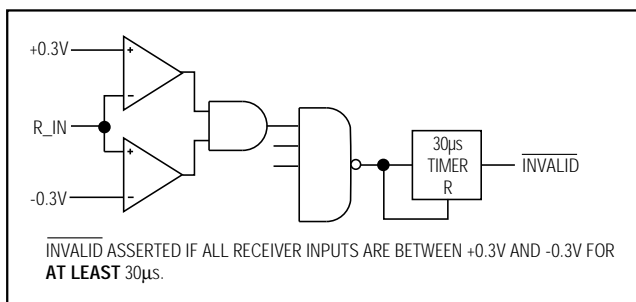 +0.3V
+
-
R_IN
+
-0.3V
-
30μs
TIMER
R
INVALID
INVALID ASSERTED IF ALL RECEIVER INPUTS ARE BETWEEN +0.3V AND -0.3V FOR
AT LEAST 30μs.